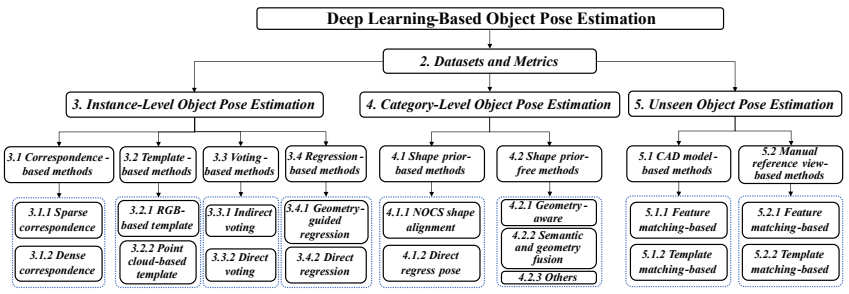 Deep Learning-Based Object Pose Estimation
2. Datasets and Metrics
3. Instance-Level Object Pose Estimation
4. Category-Level Object Pose Estimation
5. Unseen Object Pose Estimation
3.1 Correspondence-
based methods
3.2 Template-
based methods
3.3 Voting-
based methods
3.4 Regression-
based methods
4.1 Shape prior-
based methods
4.2 Shape prior-
free methods
5.1 CAD model-
based methods
5.2 Manual
reference view-
based methods
3.1.1 Sparse
correspondence
3.1.2 Dense
correspondence
3.2.1 RGB-
based template
3.2.2 Point
cloud-based
template
3.3.1 Indirect
voting
3.3.2 Direct
voting
3.4.1 Geometry-
guided
regression
3.4.2 Direct
regression
4.1.1 NOCS shape
alignment
4.1.2 Direct
regress pose
4.2.1 Geometry-
aware
4.2.2 Semantic
and geometry
fusion
4.2.3 Others
5.1.1 Feature
matching-based
5.1.2 Template
matching-based
5.2.1 Feature
matching-based
5.2.2 Template
matching-based